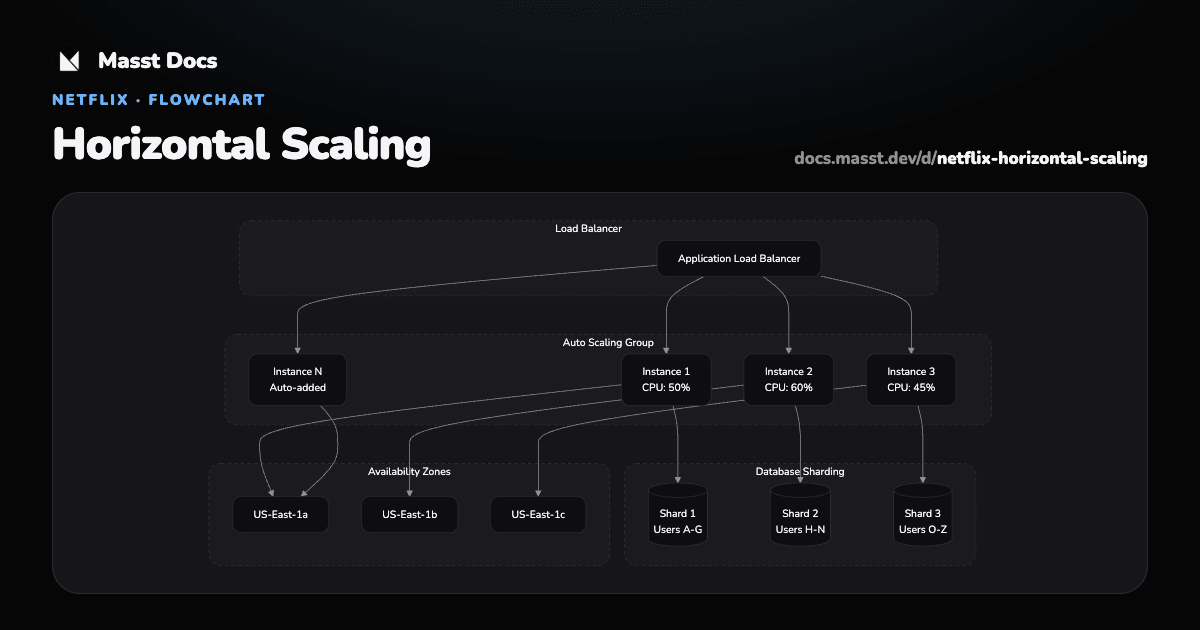 Masst Docs
NETFLIX · FLOWCHART
Horizontal Scaling
docs.masst.dev/d/netflix-horizontal-scaling
Load Balancer
Application Load Balancer
Auto Scaling Group
Instance N
Auto-added
Instance 1
CPU: 50%
Instance 2
CPU: 60%
Instance 3
CPU: 45%
Availability Zones
US-East-1a
US-East-1b
US-East-1c
Database Sharding
Shard 1
Users A-G
Shard 2
Users H-N
Shard 3
Users O-Z